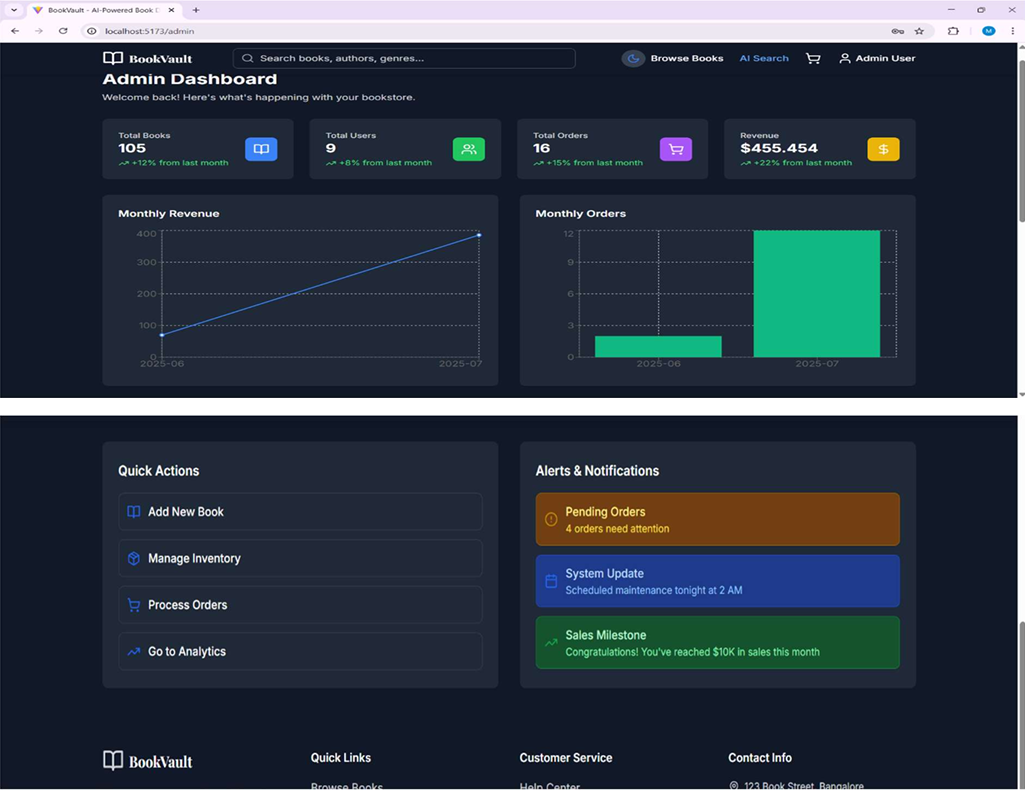 BookVault - AI-Powered Book D
localhost:5173/admin
M
BookVault
Search books, authors, genres...
Browse Books
AI Search
Admin User
Admin Dashboard
Welcome back! Here's what's happening with your bookstore.
Total Books
105
+12% from last month
Total Users
9
+8% from last month
Total Orders
16
+15% from last month
Revenue
$455.454
+22% from last month
$
Monthly Revenue
400
300
200
100
0
2025-06
2025-07
Monthly Orders
12
9
6
3
0
2025-06
2025-07
Quick Actions
Add New Book
Manage Inventory
Process Orders
Go to Analytics
Alerts & Notifications
Pending Orders
4 orders need attention
System Update
Scheduled maintenance tonight at 2 AM
Sales Milestone
Congratulations! You've reached $10K in sales this month
BookVault
Quick Links
Browse Books
Customer Service
Help Center
Contact Info
123 Book Street, Bangalore